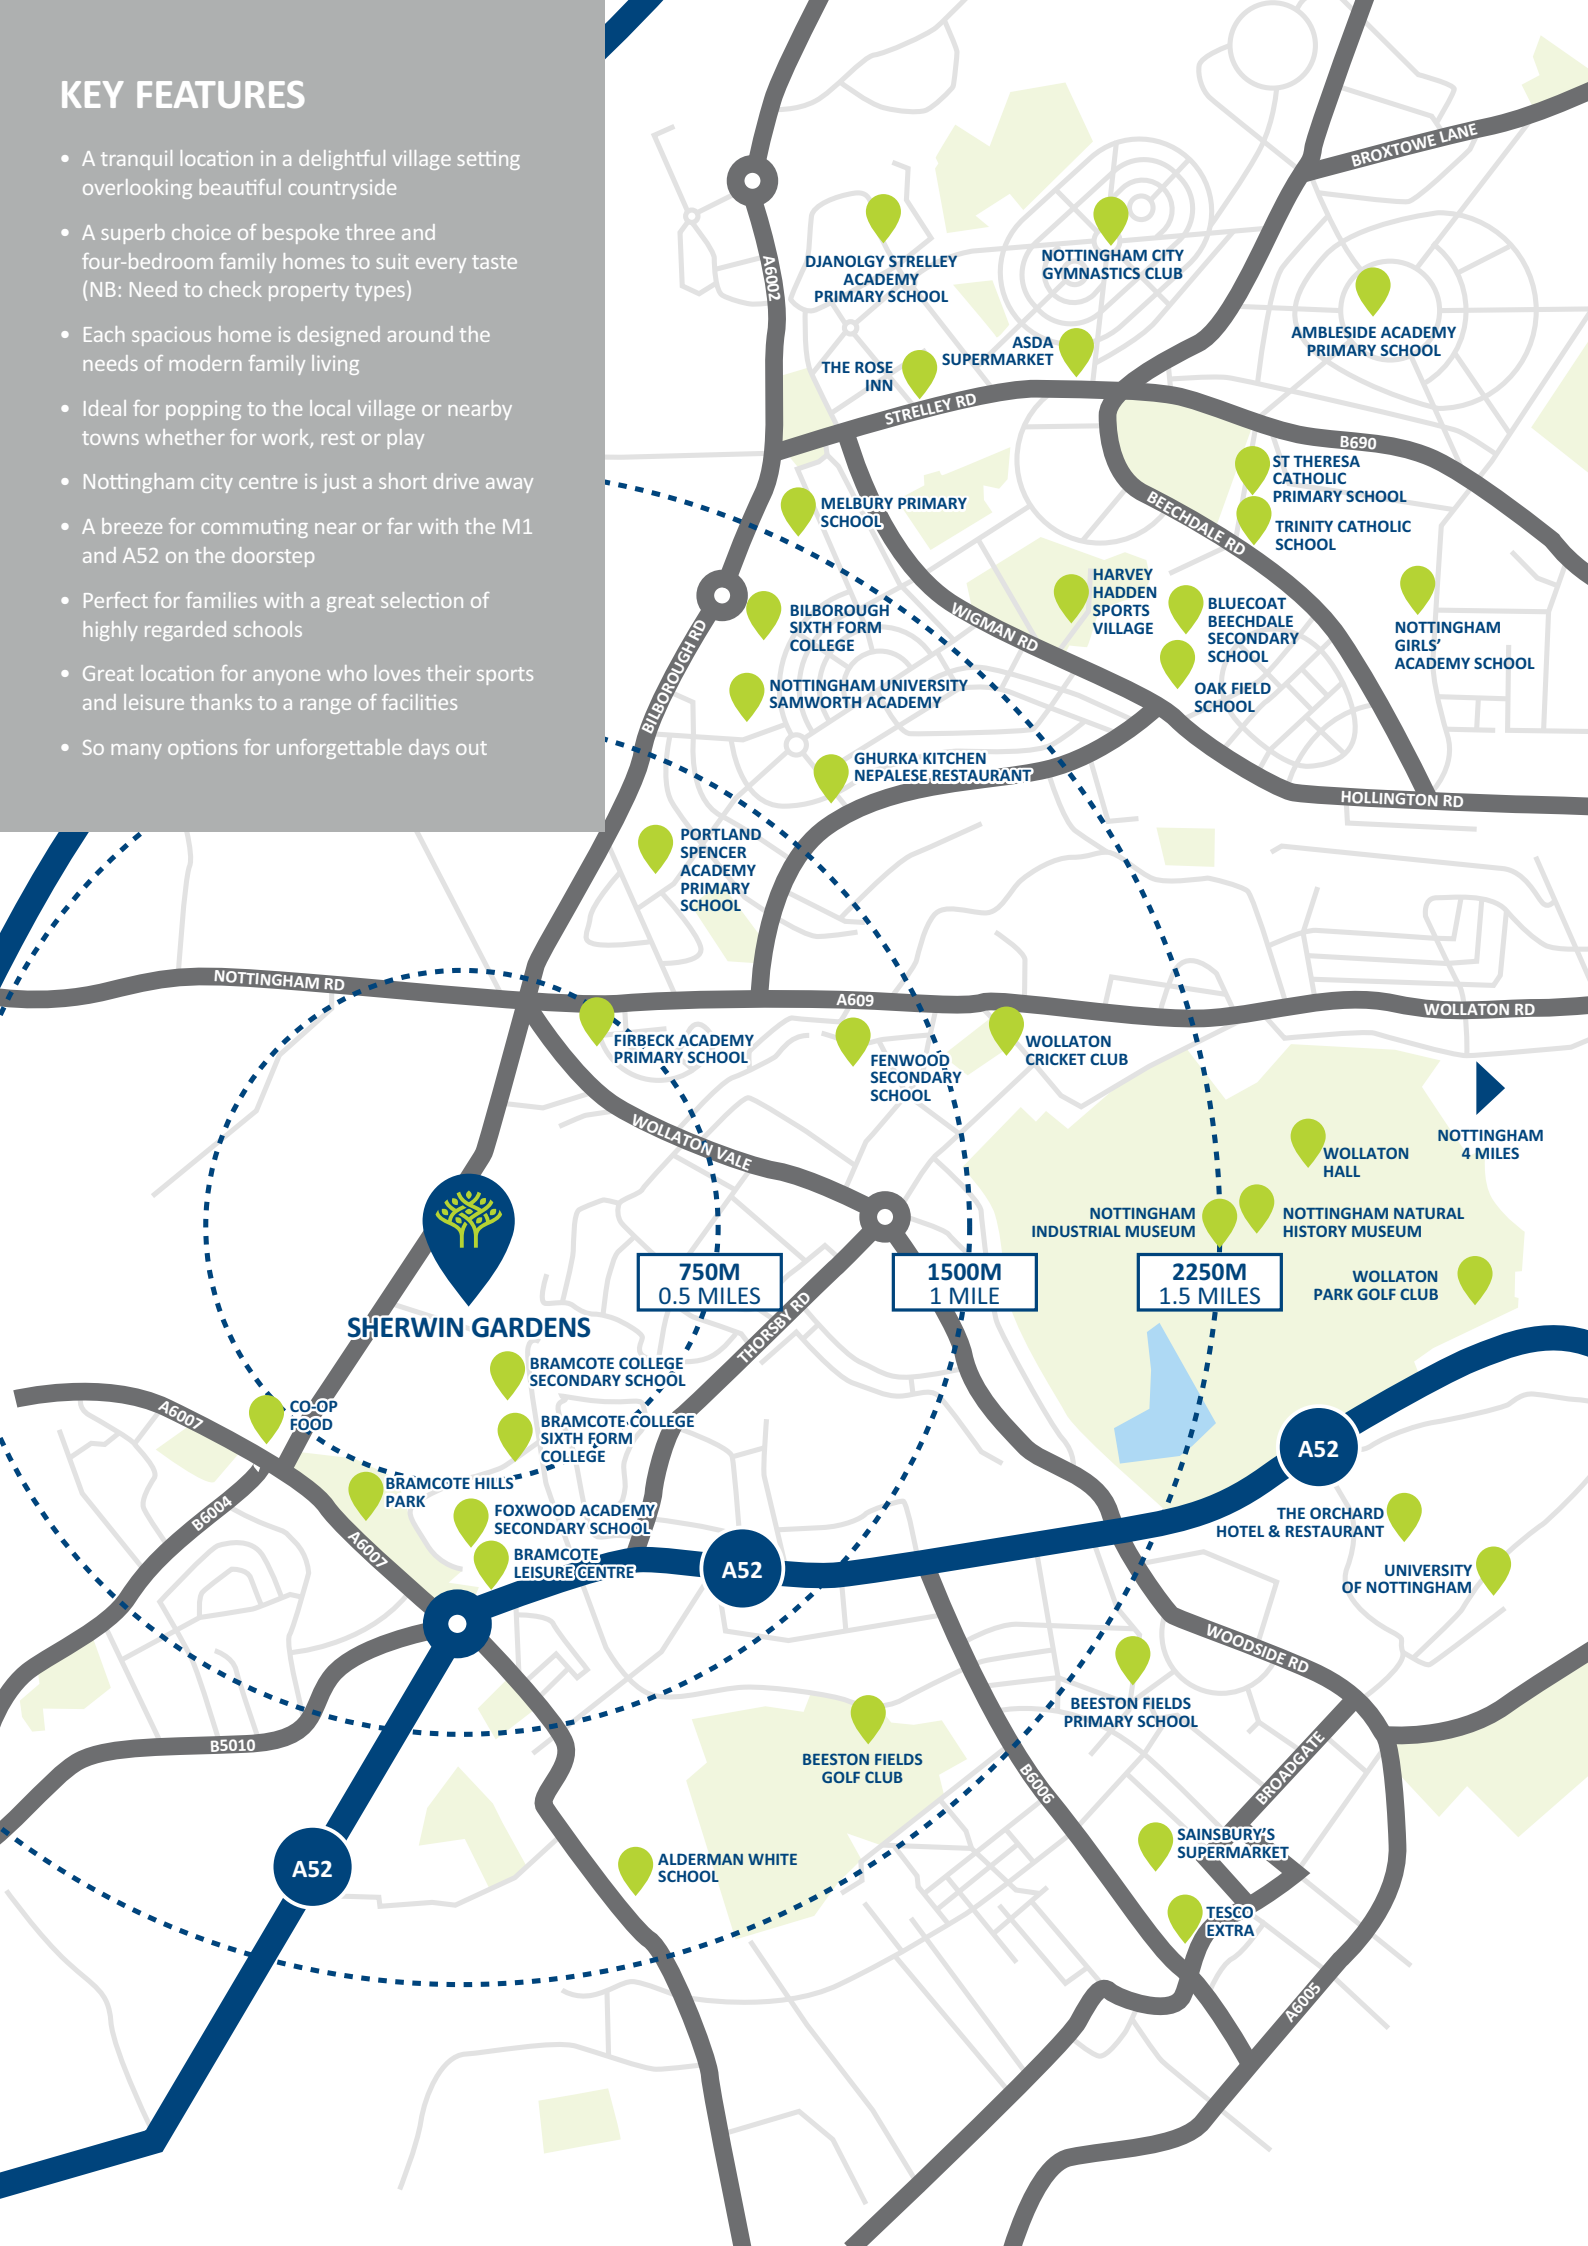 KEY FEATURES
• A tranquil location in a delightful village setting
overlooking beautiful countryside
• A superb choice of bespoke three and
four-bedroom family homes to suit every taste
(NB: Need to check property types)
• Each spacious home is designed around the
needs of modern family living
• Ideal for popping to the local village or nearby
towns whether for work, rest or play
• Nottingham city centre is just a short drive away
• A breeze for commuting near or far with the M1
and A52 on the doorstep
• Perfect for families with a great selection of
highly regarded schools
• Great location for anyone who loves their sports
and leisure thanks to a range of facilities
• So many options for unforgettable days out
BROXTOWE LANE
A6002
DJANOLGY STRELLEY
ACADEMY
PRIMARY SCHOOL
NOTTINGHAM CITY
GYMNASTICS CLUB
AMBLESIDE ACADEMY
PRIMARY SCHOOL
ASDA
SUPERMARKET
THE ROSE
INN
STRELLEY RD
B690
ST THERESA
CATHOLIC
PRIMARY SCHOOL
MELBURY PRIMARY
SCHOOL
BEECHDALE RD
TRINITY CATHOLIC
SCHOOL
HARVEY
HADDEN
SPORTS
VILLAGE
BLUECOAT
BEECHDALE
SECONDARY
SCHOOL
NOTTINGHAM
GIRLS'
ACADEMY SCHOOL
BILBOROUGH
SIXTH FORM
COLLEGE
WIGMAN RD
BILBOROUGH RD
NOTTINGHAM UNIVERSITY
SAMWORTH ACADEMY
OAK FIELD
SCHOOL
GHURKA KITCHEN
NEPALESE RESTAURANT
HOLLINGTON RD
PORTLAND
SPENCER
ACADEMY
PRIMARY
SCHOOL
NOTTINGHAM RD
A609
WOLLATON RD
FIRBECK ACADEMY
PRIMARY SCHOOL
FENWOOD
SECONDARY
SCHOOL
WOLLATON
CRICKET CLUB
WOLLATON VALE
NOTTINGHAM
4 MILES
WOLLATON
HALL
NOTTINGHAM
INDUSTRIAL MUSEUM
NOTTINGHAM NATURAL
HISTORY MUSEUM
750M
0.5 MILES
1500M
1 MILE
2250M
1.5 MILES
WOLLATON
PARK GOLF CLUB
SHERWIN GARDENS
THORSBY RD
BRAMCOTE COLLEGE
SECONDARY SCHOOL
A6007
CO-OP
FOOD
BRAMCOTE COLLEGE
SIXTH FORM
COLLEGE
A52
BRAMCOTE HILLS
PARK
B6004
A6007
FOXWOOD ACADEMY
SECONDARY SCHOOL
THE ORCHARD
HOTEL & RESTAURANT
BRAMCOTE
LEISURE CENTRE
A52
UNIVERSITY
OF NOTTINGHAM
WOODSIDE RD
BEESTON FIELDS
PRIMARY SCHOOL
B5010
BEESTON FIELDS
GOLF CLUB
B6006
BROADGATE
SAINSBURY'S
SUPERMARKET
A52
ALDERMAN WHITE
SCHOOL
TESCO
EXTRA
A6005